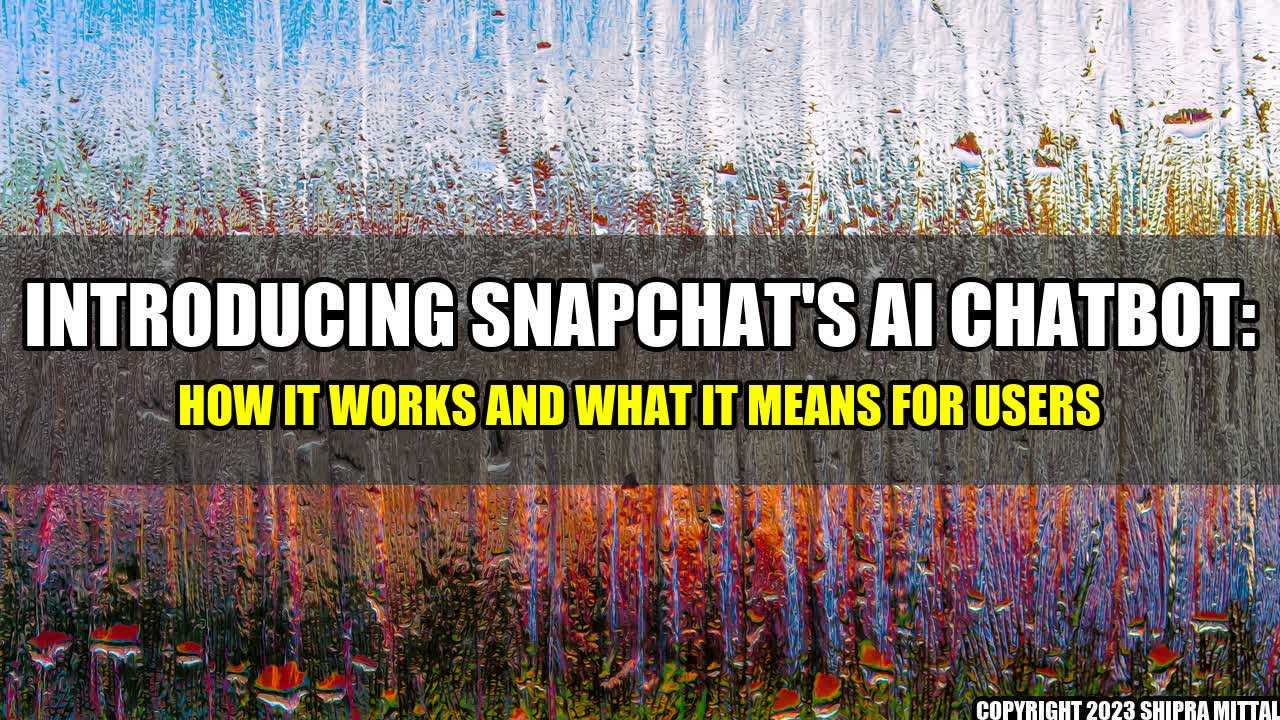 INTRODUCING SNAPCHAT'S AI CHATBOT:
HOW IT WORKS AND WHAT IT MEANS FOR USERS
COPYRIGHT 2023 SHIPRA MITTAL